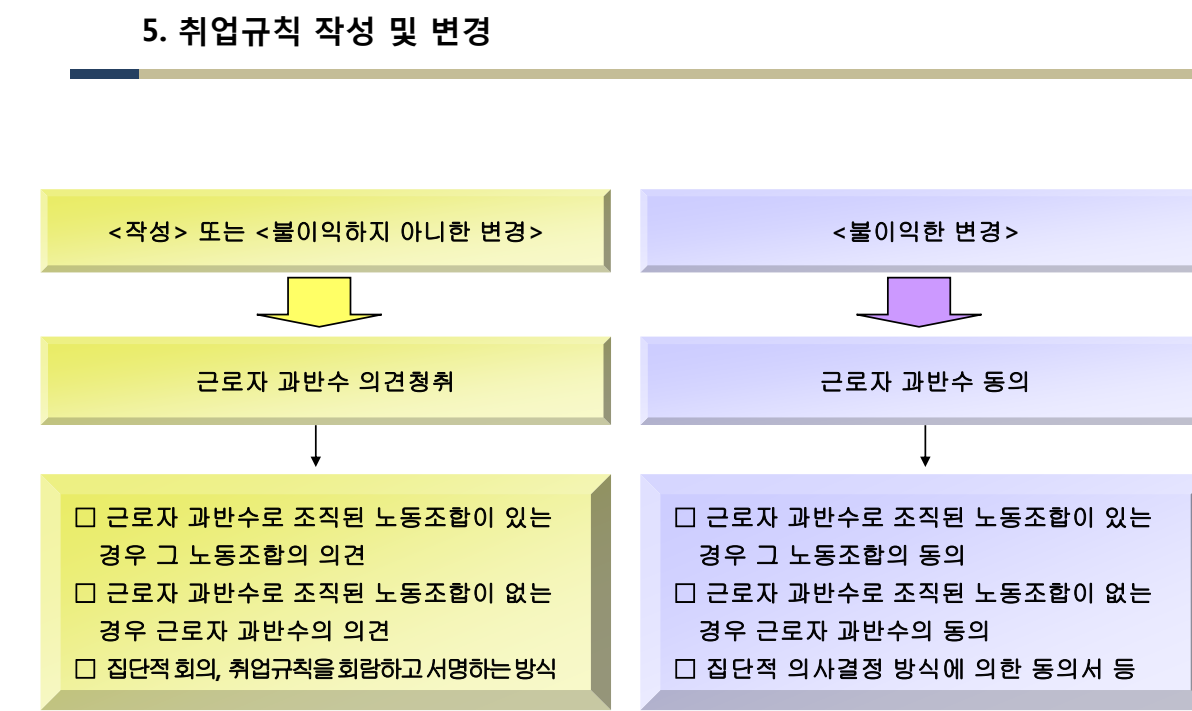 5. 취업규칙 작성 및 변경
<작성> 또는 <불이익하지 아니한 변경>
근로자 과반수 의견청취
□ 근로자 과반수로 조직된 노동조합이 있는
경우 그 노동조합의 의견
□ 근로자 과반수로 조직된 노동조합이 없는
경우 근로자 과반수의 의견
□ 집단적 회의, 취업규칙을 회람하고 서명하는 방식
<불이익한 변경>
근로자 과반수 동의
□ 근로자 과반수로 조직된 노동조합이 있는
경우 그 노동조합의 동의
□ 근로자 과반수로 조직된 노동조합이 없는
경우 근로자 과반수의 동의
□ 집단적 의사결정 방식에 의한 동의서 등